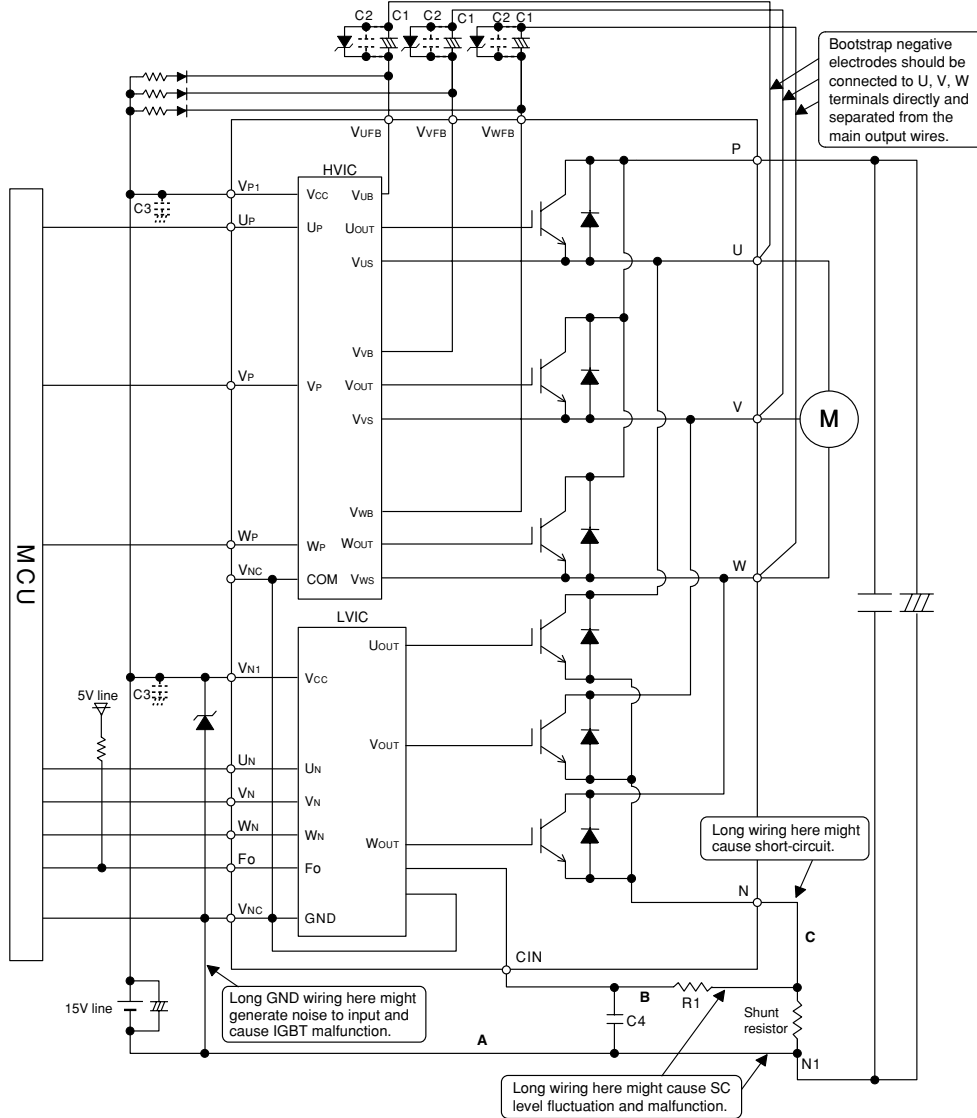 C2 C1 C2 C1 C2 C1
Bootstrap negative
electrodes should be
connected to U, V, W
terminals directly and
separated from the
main output wires.
VUFB VVFB VWFB
P
HVIC
VP1
C3
VCC
VUB
UP
UP
UOUT
U
VUS
VVB
VP
VP
VOUT
V
VVS
M
VWB
WP
WP
WOUT
W
VNC
COM
VWS
MCU
LVIC
UOUT
VN1
VCC
C3
5V line
VOUT
UN
UN
VN
VN
WN
WN
WOUT
Fo
Fo
Long wiring here might
cause short-circuit.
N
VNC
GND
C
CIN
15V line
Long GND wiring here might
generate noise to input and
cause IGBT malfunction.
B
R1
C4
Shunt
resistor
A
N1
Long wiring here might cause SC
level fluctuation and malfunction.